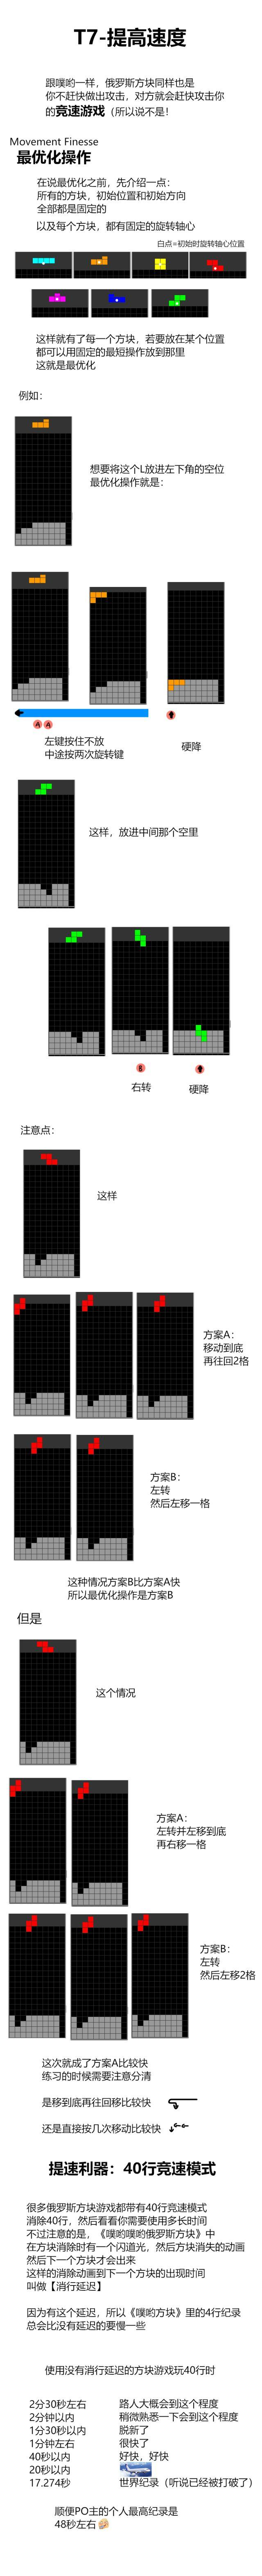 T7-提高速度
跟噗哟一样，俄罗斯方块同样也是
你不赶快做出攻击，对方就会赶快攻击你
的竞速游戏（所以说不是！
Movement Finesse
最优化操作
在说最优化之前，先介绍一点：
所有的方块，初始位置和初始方向
全部都是固定的
以及每个方块，都有固定的旋转轴心
白点=初始时旋转轴心位置
这样就有了每一个方块，若要放在某个位置
都可以用固定的最短操作放到那里
这就是最优化
例如：
想要将这个L放进左下角的空位
最优化操作就是：
A A
左键按住不放
中途按两次旋转键
硬降
这样，放进中间那个空里
B
右转
硬降
注意点：
这样
方案A：
移动到底
再往回2格
方案B：
左转
然后左移一格
这种情况方案B比方案A快
所以最优化操作是方案B
但是
这个情况
方案A：
左转并左移到底
再右移一格
方案B：
左转
然后左移2格
这次就成了方案A比较快
练习的时候需要注意分清
是移到底再往回移比较快
还是直接按几次移动比较快
提速利器：40行竞速模式
很多俄罗斯方块游戏都带有40行竞速模式
消除40行，然后看看你需要使用多长时间
不过注意的是，《噗哟噗哟俄罗斯方块》中
在方块消除时有一个闪道光，然后方块消失的动画
然后下一个方块才会出来
这样的消除动画到下一个方块的出现时间
叫做【消行延迟】
因为有这个延迟，所以《噗哟方块》里的4行纪录
总会比没有延迟的要慢一些
使用没有消行延迟的方块游戏玩40行时
2分30秒左右 路人大概会到这个程度
2分钟以内 稍微熟悉一下会到这个程度
1分30以内 脱新了
1分钟左右 很快了
40秒以内 好快，好快
20秒以内
17.274秒 世界纪录（听说已经被打破了）
顺便PO主的个人最高纪录是
48秒左右